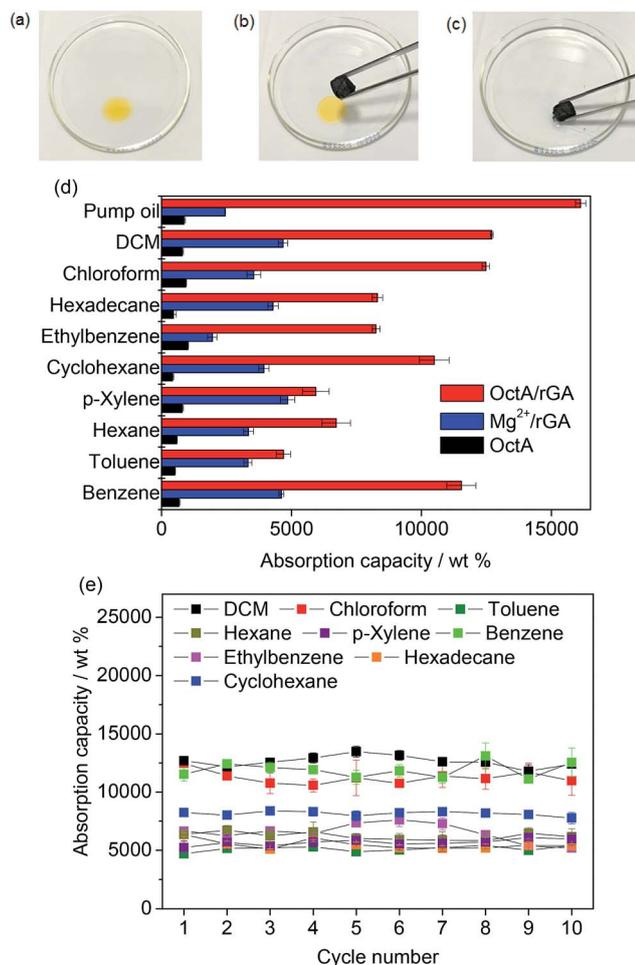 (a)
(b)
(c)
(d)
Pump oil
DCM
Chloroform
Hexadecane
Ethylbenzene
Cyclohexane
p-Xylene
Hexane
Toluene
Benzene
OctA/rGA
Mg²⁺/rGA
OctA
0 5000 10000 15000
Absorption capacity / wt %
(e)
25000
20000
15000
10000
5000
0
DCM Chloroform Toluene
Hexane p-Xylene Benzene
Ethylbenzene Hexadecane
Cyclohexane
Absorption capacity / wt %
1 2 3 4 5 6 7 8 9 10
Cycle number